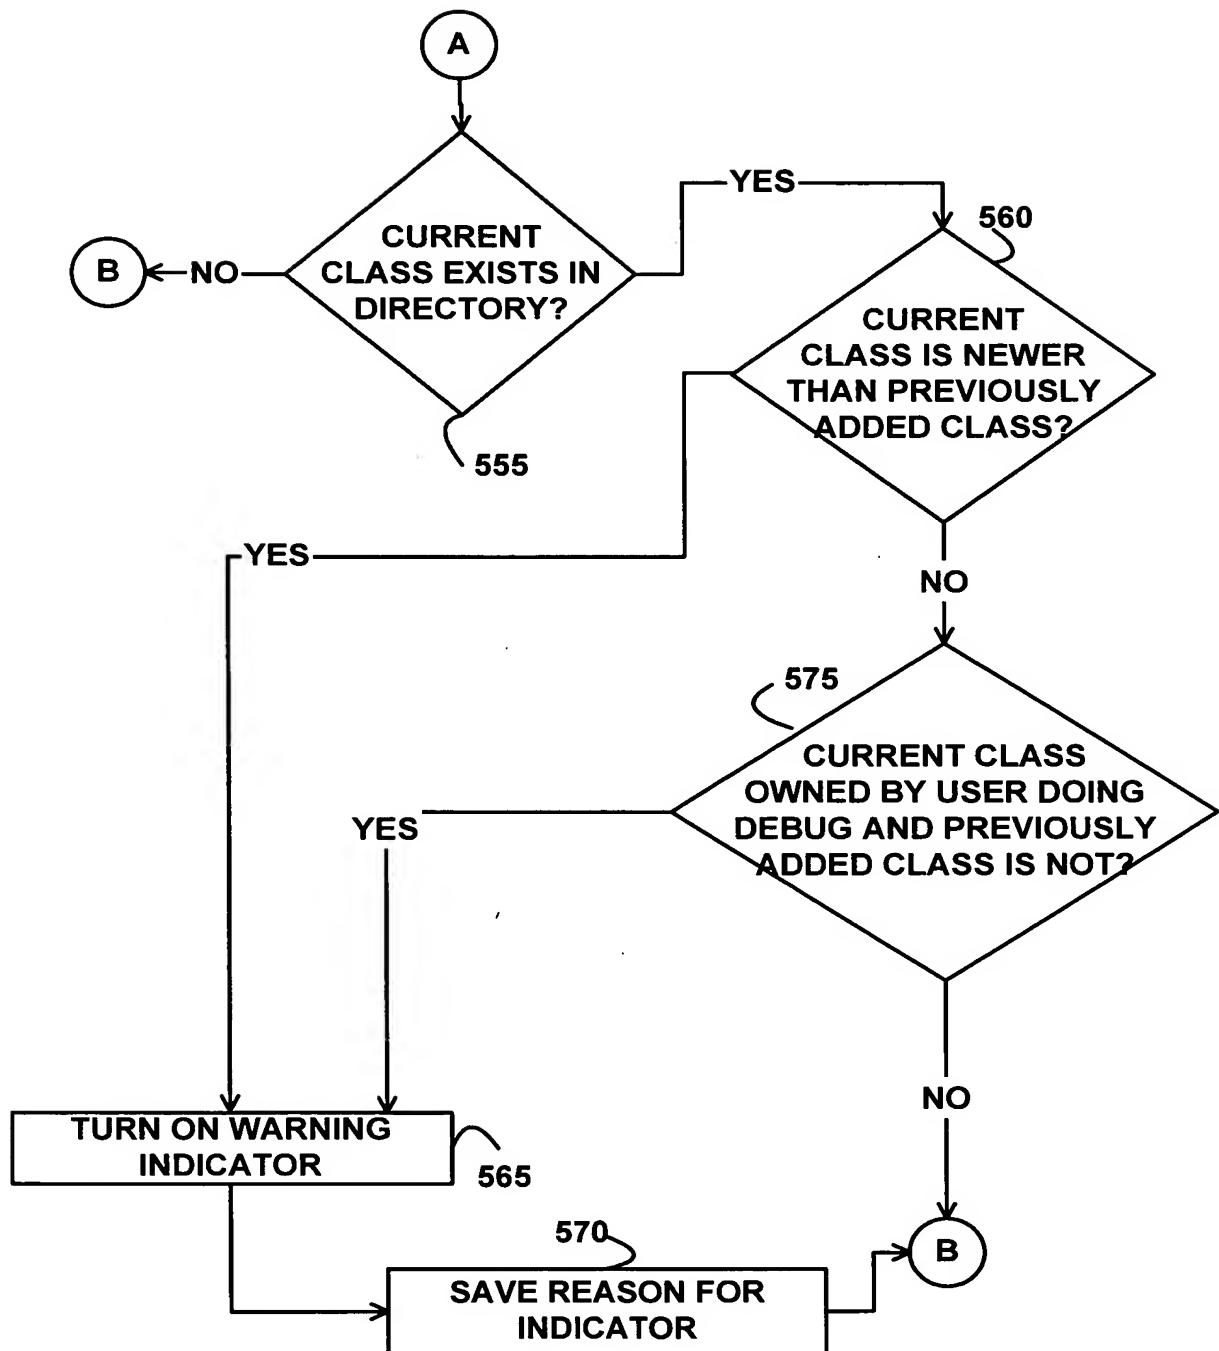 A
CURRENT
CLASS EXISTS IN
DIRECTORY?
YES
NO
B
555
560
CURRENT
CLASS IS NEWER
THAN PREVIOUSLY
ADDED CLASS?
YES
NO
575
CURRENT CLASS
OWNED BY USER DOING
DEBUG AND PREVIOUSLY
ADDED CLASS IS NOT?
YES
NO
TURN ON WARNING
INDICATOR
565
570
SAVE REASON FOR
INDICATOR
B